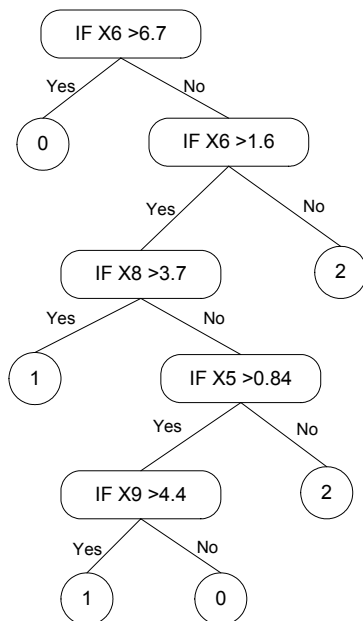 IF X6 >6.7
Yes
No
0
IF X6 >1.6
Yes
No
IF X8 >3.7
2
Yes
No
1
IF X5 >0.84
Yes
No
IF X9 >4.4
2
Yes
No
1
0